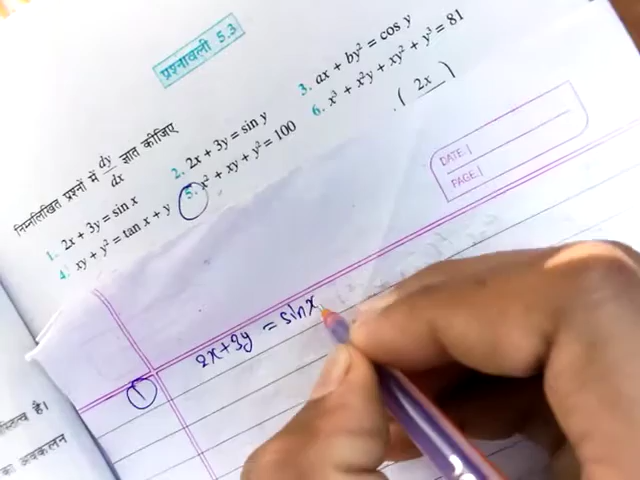 प्रश्नावली 5.3
निम्नलिखित प्रश्नों में dy/dx ज्ञात कीजिए
1. 2x + 3y = sin x
2. 2x + 3y = sin y
3. ax + by² = cos y
4. xy + y² = tan x + y
5. x² + xy + y² = 100
6. x³ + x²y + xy² + y³ = 81
( 2x )
DATE:
PAGE:
1 2x+3y = sinx
है।
का अवकलन